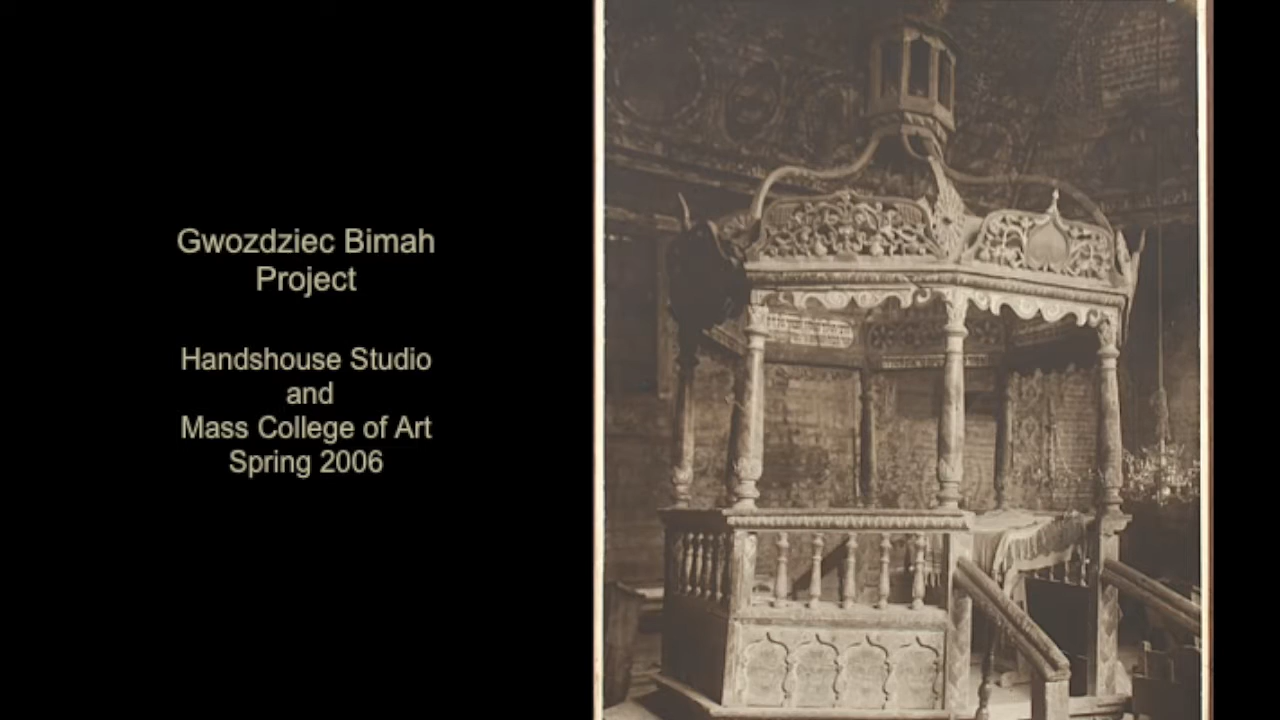 Gwozdziec Bimah
Project
Handshouse Studio
and
Mass College of Art
Spring 2006